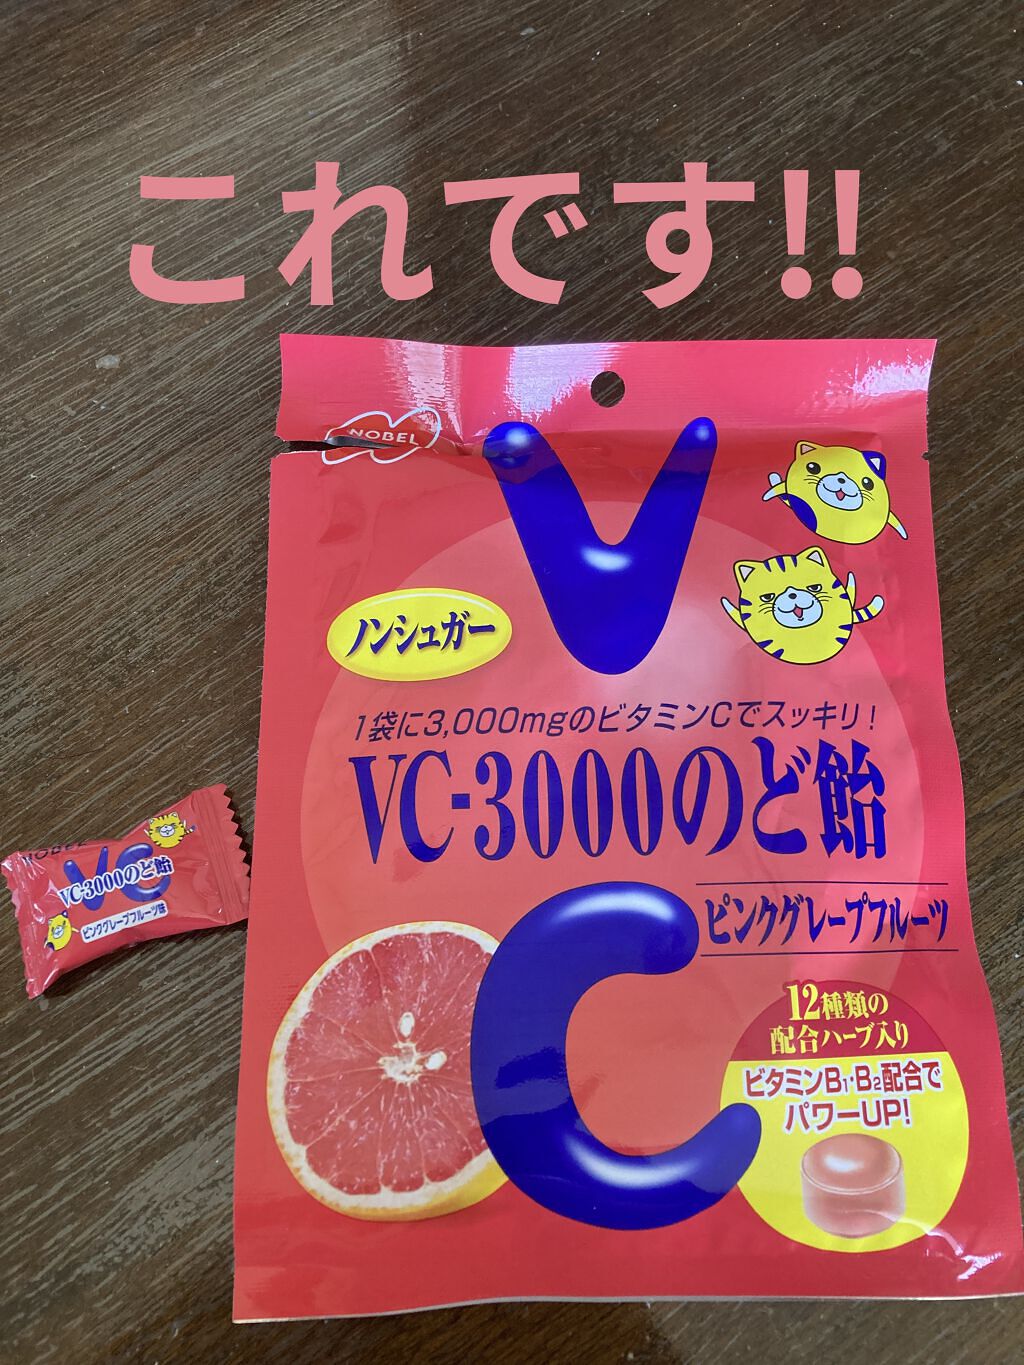 これです!!
NOBEL
V
ノンシュガー
1袋に3,000mgのビタミンCでスッキリ!
VC-3000のど飴
ピンクグレープフルーツ
C
12種類の
配合ハーブ入り
ビタミンB1・B2配合で
パワーUP!
NOBEL
VC
VC-3000のど飴
ピンクグレープフルーツ味